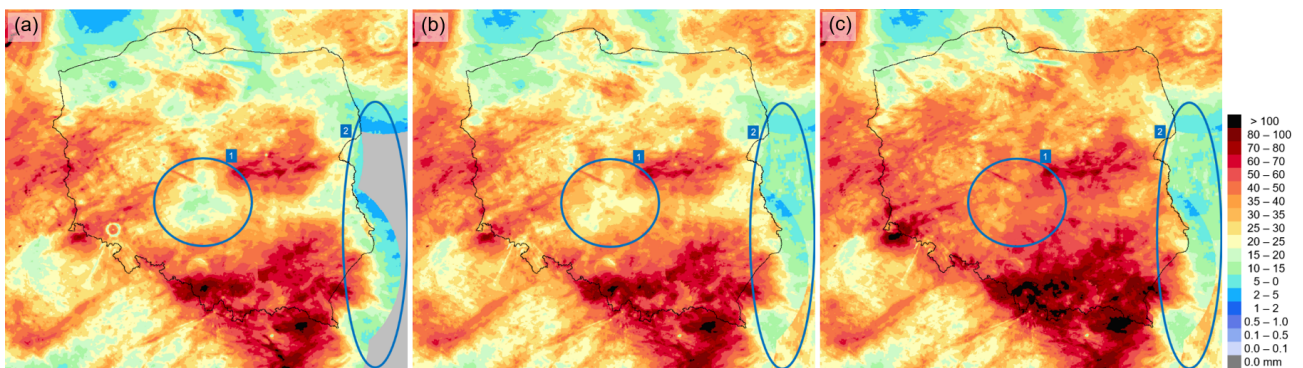 (a)
2
1
(b)
2
1
(c)
2
1
> 100
80 – 100
70 – 80
60 – 70
50 – 60
40 – 50
35 – 40
30 – 35
25 – 30
20 – 25
15 – 20
10 – 15
5 – 0
2 – 5
1 – 2
0.5 – 1.0
0.1 – 0.5
0.0 – 0.1
0.0 mm